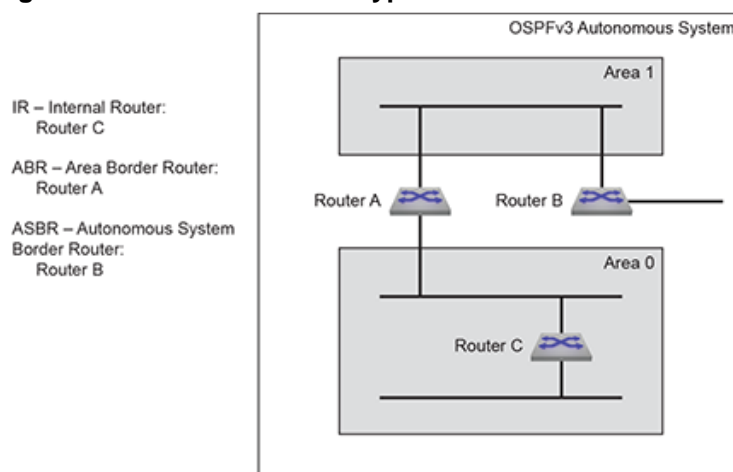 OSPFv3 Autonomous System
Area 1
IR – Internal Router:
Router C
ABR – Area Border Router:
Router A
ASBR – Autonomous System
Border Router:
Router B
Router A
Router B
Area 0
Router C